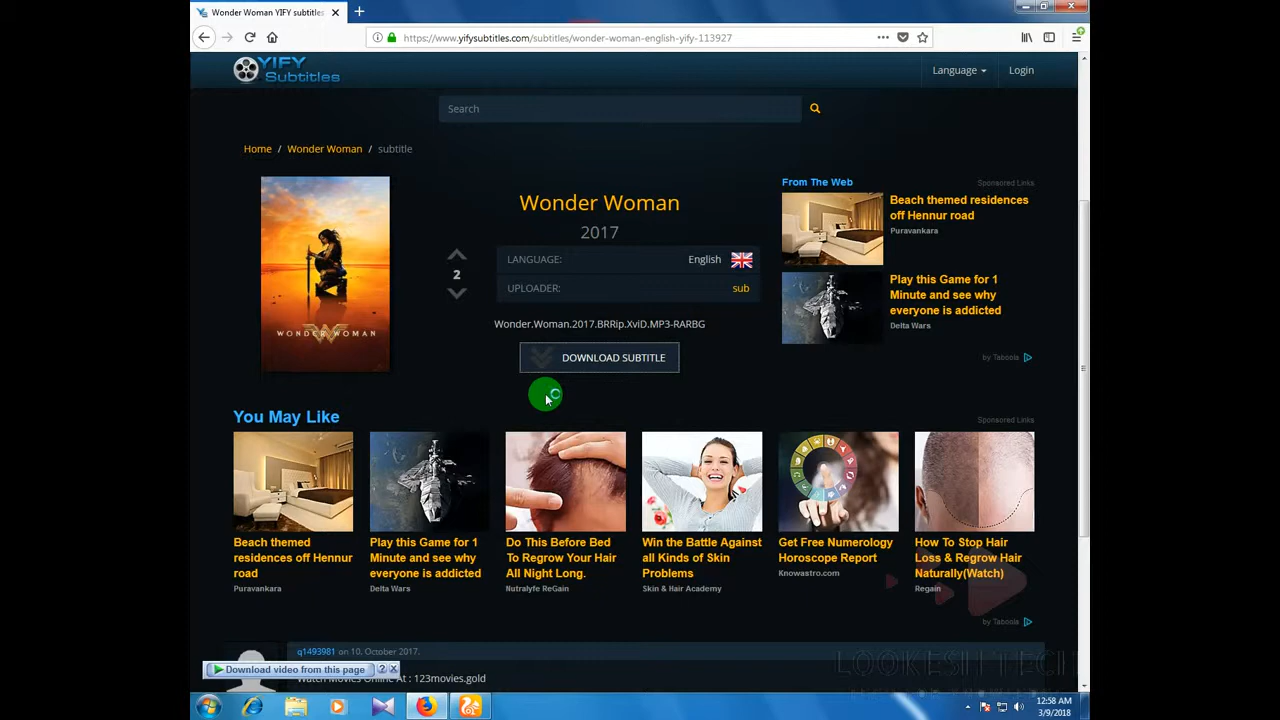 Wonder Woman YIFY subtitles
https://www.yifysubtitles.com/subtitles/wonder-woman-english-yify-113927
YIFY
Subtitles
Language
Login
Search
Home / Wonder Woman / subtitle
WONDER WOMAN
Wonder Woman
2017
2
LANGUAGE: English
UPLOADER: sub
Wonder.Woman.2017.BRRip.XviD.MP3-RARBG
DOWNLOAD SUBTITLE
From The Web
Sponsored Links
Beach themed residences
off Hennur road
Puravankara
Play this Game for 1
Minute and see why
everyone is addicted
Delta Wars
by Taboola
You May Like
Sponsored Links
Beach themed
residences off Hennur
road
Puravankara
Play this Game for 1
Minute and see why
everyone is addicted
Delta Wars
Do This Before Bed
To Regrow Your Hair
All Night Long.
Nutralyfe ReGain
Win the Battle Against
all Kinds of Skin
Problems
Skin & Hair Academy
Get Free Numerology
Horoscope Report
Knowastro.com
How To Stop Hair
Loss & Regrow Hair
Naturally(Watch)
Regain
by Taboola
q1493981 an 10. October 2017.
Download video from this page
Watch Movies Online At : 123movies.gold
LOOKESH TECH
12:58 AM
3/9/2018